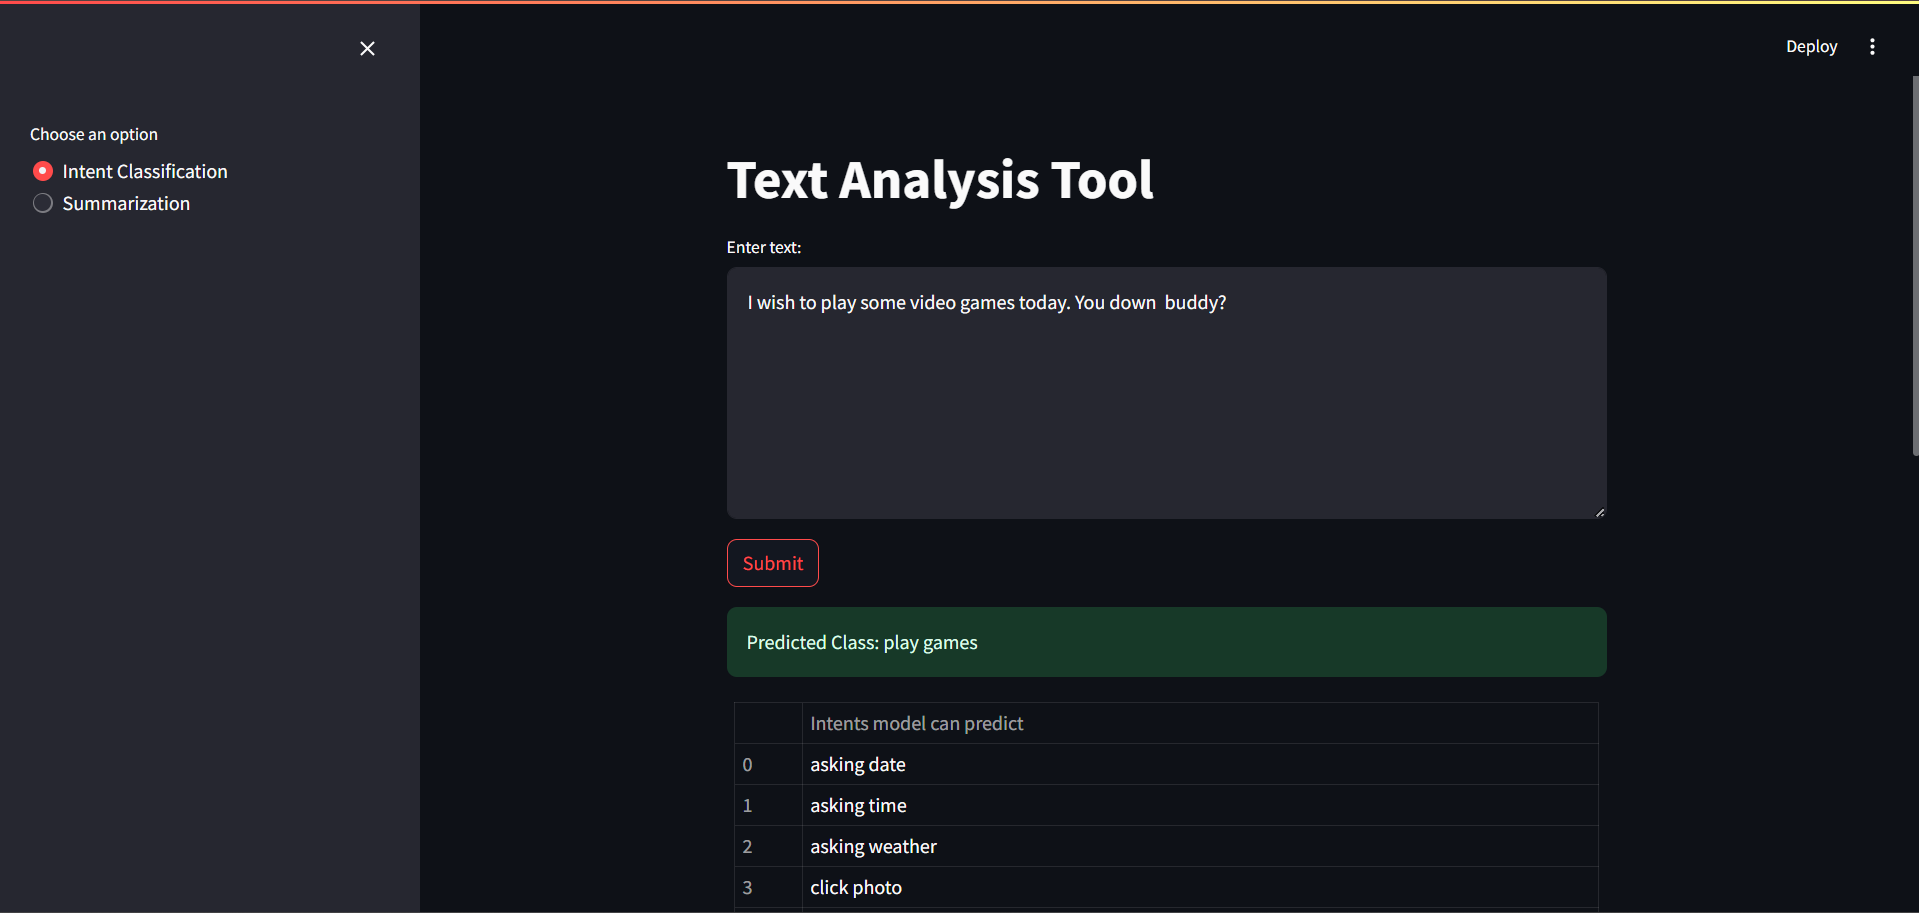 Deploy
Choose an option
Intent Classification
Summarization
Text Analysis Tool
Enter text:
I wish to play some video games today. You down  buddy?
Submit
Predicted Class: play games
Intents model can predict
0 asking date
1 asking time
2 asking weather
3 click photo